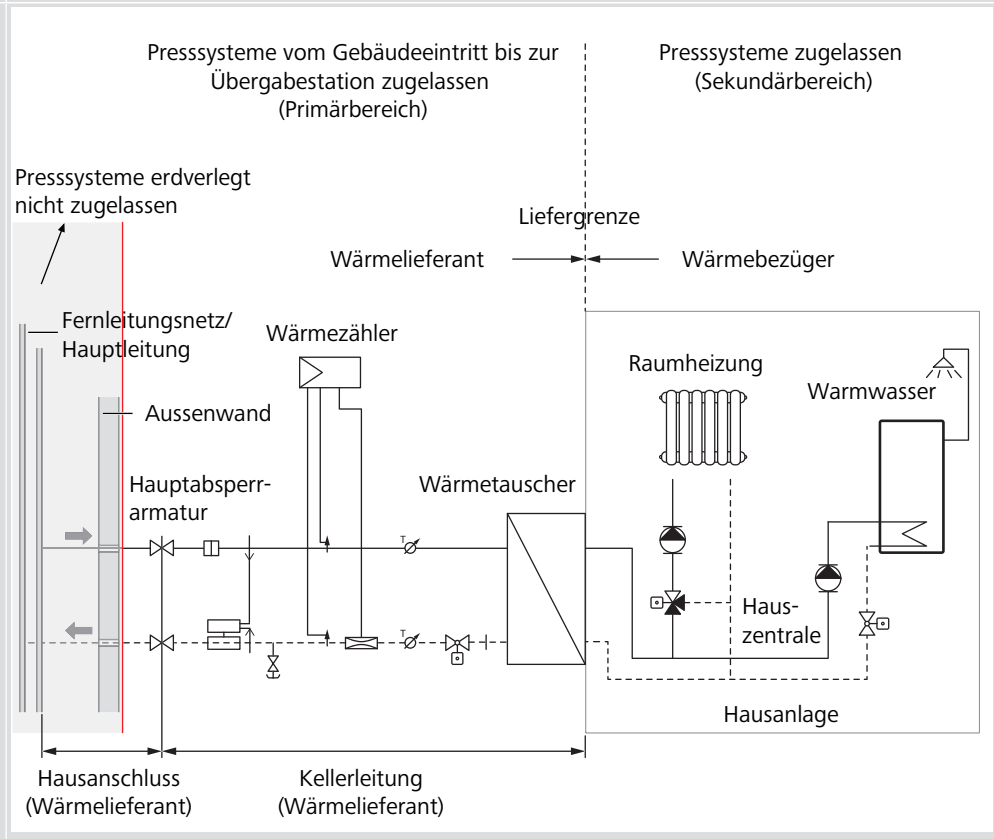 Presssysteme vom Gebäudeeintritt bis zur
Übergabestation zugelassen
(Primärbereich)
Presssysteme zugelassen
(Sekundärbereich)
Presssysteme erdverlegt
nicht zugelassen
Liefergrenze
Wärmelieferant
Wärmebezüger
Fernleitungsnetz/
Hauptleitung
Wärmezähler
Raumheizung
Warmwasser
Aussenwand
Hauptabsperr-
armatur
Wärmetauscher
T
T
Haus-
zentrale
Hausanlage
Hausanschluss
(Wärmelieferant)
Kellerleitung
(Wärmelieferant)